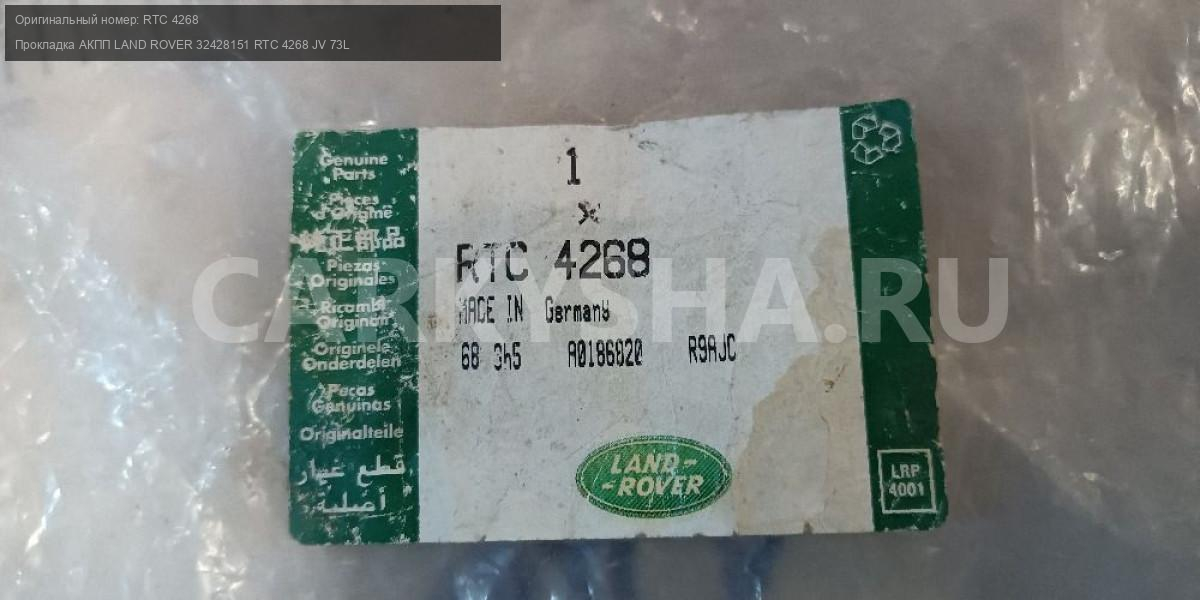 Оригинальный номер: RTC 4268
Прокладка АКПП LAND ROVER 32428151 RTC 4268 JV 73L
Genuine
Parts
Pièces
d'Origine
Piezas
Originales
Ricambi
Originali
Originele
Onderdelen
Peças
Genuinas
Originalteile
قطع غيار
أصلية
1
RTC 4268
MADE IN Germany
68 3h5 A0186020 R9AJC
LAND-
-ROVER
LRP
4001
CARKYSHA.RU